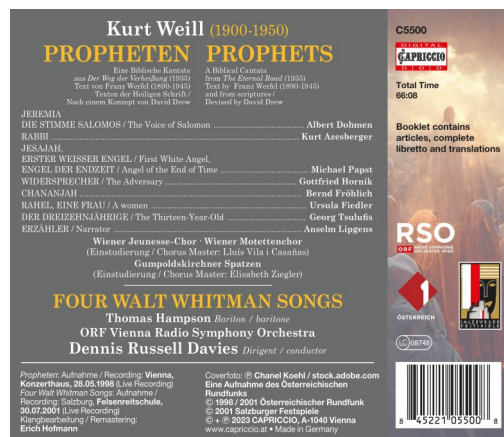 Kurt Weill (1900-1950)
PROPHETEN PROPHETS
Eine Biblische Kantate
aus Der Weg der Verheißung (1935)
Text von Franz Werfel (1890-1945)
Texten der Heiligen Schrift /
Nach einem Konzept von David Drew
A Biblical Cantata
from The Eternal Road (1935)
Text by Franz Werfel (1890-1945)
and from scriptures /
Devised by David Drew
JEREMIA
DIE STIMME SALOMOS / The Voice of Salomon ........ Albert Dohmen
RABBI ........ Kurt Azesberger
JESAJAH,
ERSTER WEISSER ENGEL / First White Angel,
ENGEL DER ENDZEIT / Angel of the End of Time ........ Michael Papst
WIDERSPRECHER / The Adversary ........ Gottfried Hornik
CHANANJAH ........ Bernd Fröhlich
RAHEL, EINE FRAU / A women ........ Ursula Fiedler
DER DREIZEHNJÄHRIGE / The Thirteen-Year-Old ........ Georg Tsulufis
ERZÄHLER / Narrator ........ Anselm Lipgens
Wiener Jeunesse-Chor · Wiener Motettenchor
(Einstudierung / Chorus Master: Lluís Vila i Casañas)
Gumpoldskirchner Spatzen
(Einstudierung / Chorus Master: Elisabeth Ziegler)
FOUR WALT WHITMAN SONGS
Thomas Hampson Bariton / baritone
ORF Vienna Radio Symphony Orchestra
Dennis Russell Davies Dirigent / conductor
Propheten: Aufnahme / Recording: Vienna,
Konzerthaus, 28.05.1998 (Live Recording)
Four Walt Whitman Songs: Aufnahme /
Recording: Salzburg, Felsenreitschule,
30.07.2001 (Live Recording)
Klangbearbeitung / Remastering:
Erich Hofmann
Coverfoto: ℗ Chanel Koehl / stock.adobe.com
Eine Aufnahme des Österreichischen
Rundfunks
© 1998 / 2001 Österreichischer Rundfunk
© 2001 Salzburger Festspiele
© + ℗ 2023 CAPRICCIO, A-1040 Vienna
www.capriccio.at • Made in Germany
C5500
DIGITAL
CAPRICCIO
D D D
Total Time
66:08
Booklet contains
articles, complete
libretto and translations
RSO
ORF RADIO SYMPHONIE
ORCHESTER WIEN
1
ÖSTERREICH
SALZBURGER
FESTSPIELE
LC 08748
8 45221 05500 8